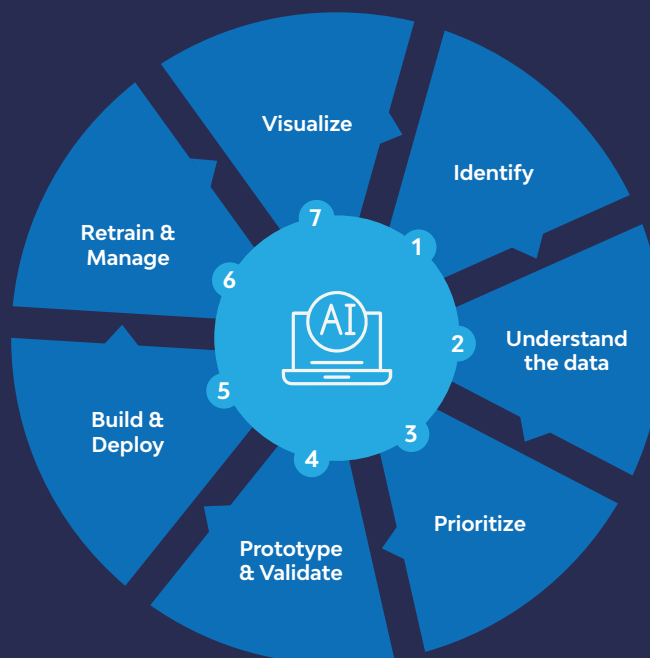 AI
1
Identify
2
Understand
the data
3
Prioritize
4
Prototype
& Validate
5
Build &
Deploy
6
Retrain &
Manage
7
Visualize